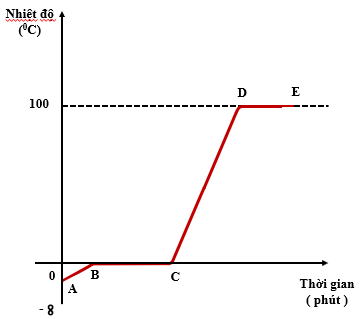 Nhiệt độ
(⁰C)
D
E
100
0
B
C
A
Thời gian
( phút )
- 8